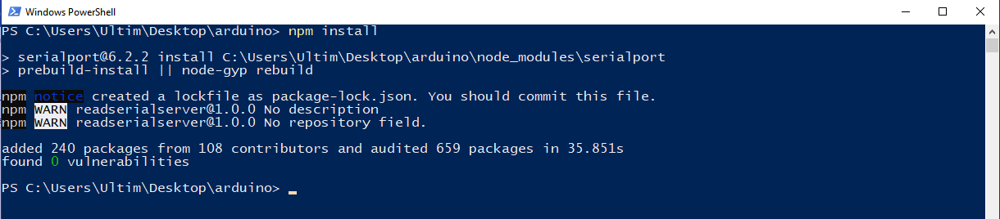 Windows PowerShell
PS C:\Users\Ultim\Desktop\arduino> npm install
> serialport@6.2.2 install C:\Users\Ultim\Desktop\arduino\node_modules\serialport
> prebuild-install || node-gyp rebuild
npm notice created a lockfile as package-lock.json. You should commit this file.
npm WARN readserialserver@1.0.0 No description
npm WARN readserialserver@1.0.0 No repository field.
added 240 packages from 108 contributors and audited 659 packages in 35.851s
found 0 vulnerabilities
PS C:\Users\Ultim\Desktop\arduino>